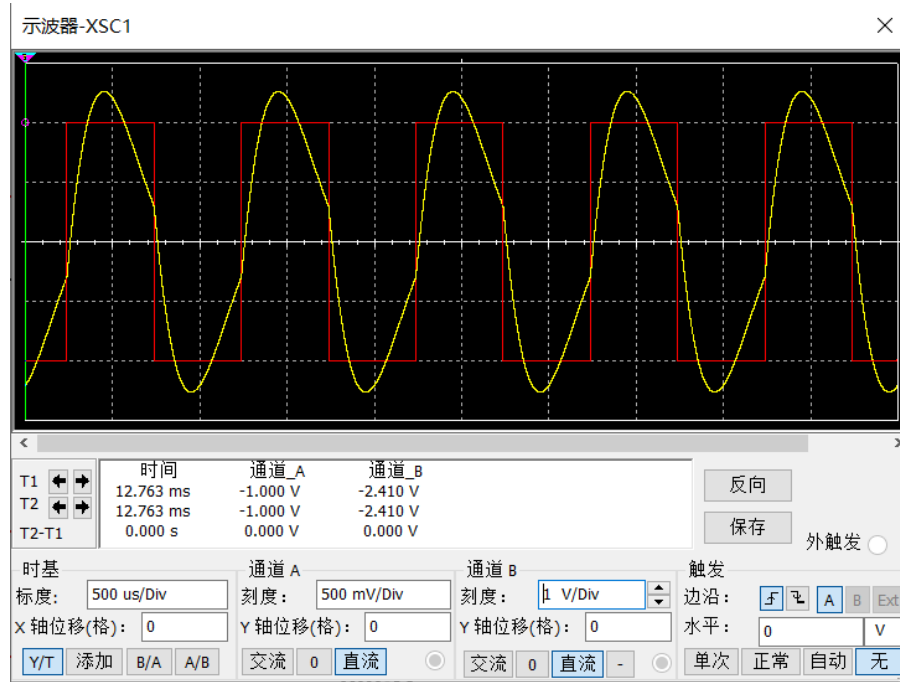 示波器-XSC1
时间 通道_A 通道_B
T1 12.763 ms -1.000 V -2.410 V
T2 12.763 ms -1.000 V -2.410 V
T2-T1 0.000 s 0.000 V 0.000 V
反向
保存
外触发
时基 通道 A 通道 B 触发
标度: 500 us/Div 刻度: 500 mV/Div 刻度: 1 V/Div 边沿: A B Ext
X 轴位移(格): 0 Y 轴位移(格): 0 Y 轴位移(格): 0 水平: 0 V
Y/T 添加 B/A A/B 交流 0 直流 交流 0 直流 - 单次 正常 自动 无